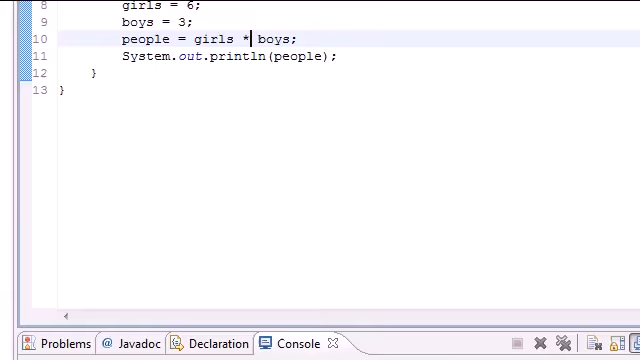 8 girls = 6;
9 boys = 3;
10 people = girls * boys;
11 System.out.println(people);
12 }
13 }
Problems @ Javadoc Declaration Console